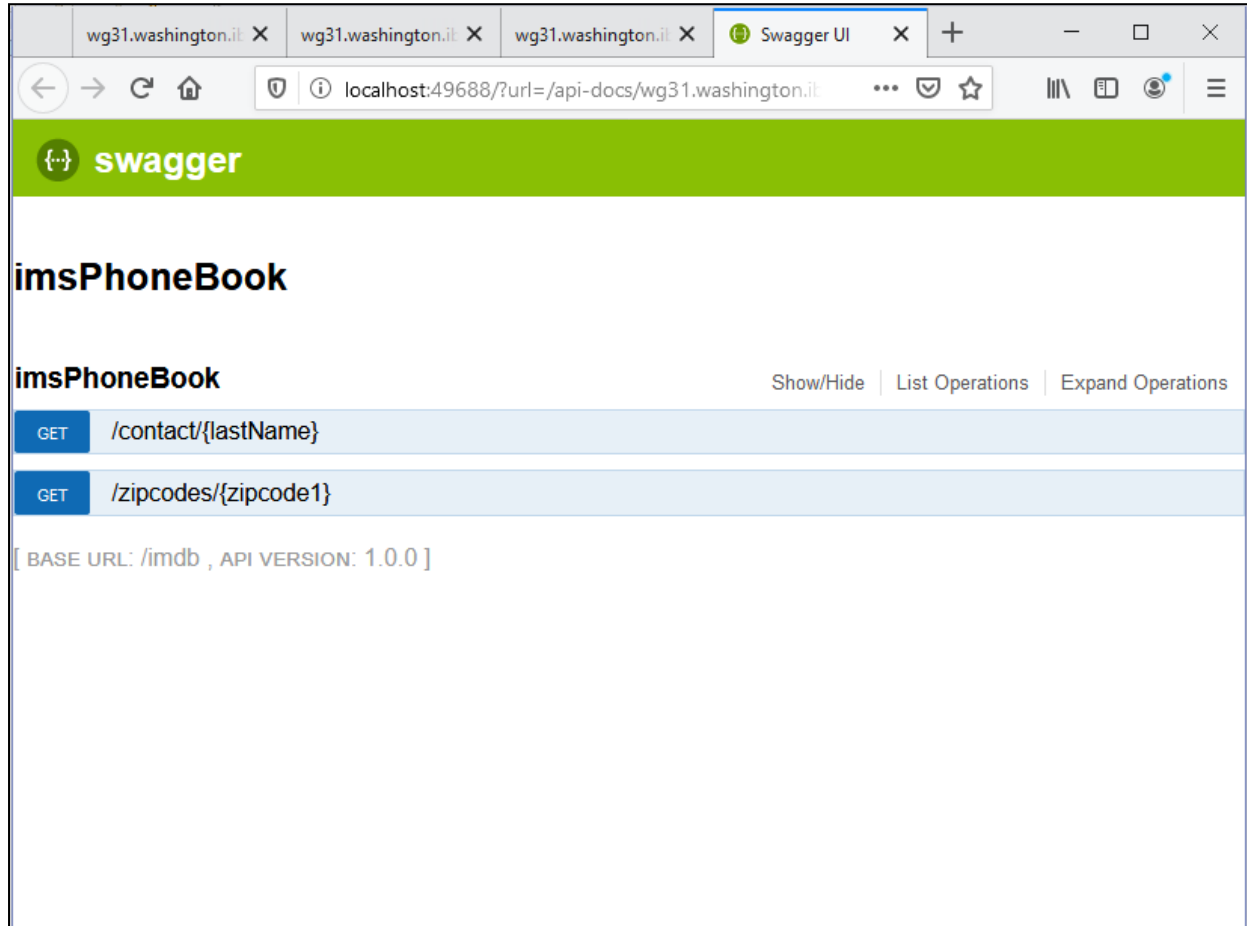 wg31.washington.ib wg31.washington.ib wg31.washington.ib Swagger UI
localhost:49688/?url=/api-docs/wg31.washington.ib
{··} swagger
imsPhoneBook
imsPhoneBook Show/Hide List Operations Expand Operations
GET /contact/{lastName}
GET /zipcodes/{zipcode1}
[ BASE URL: /imdb , API VERSION: 1.0.0 ]